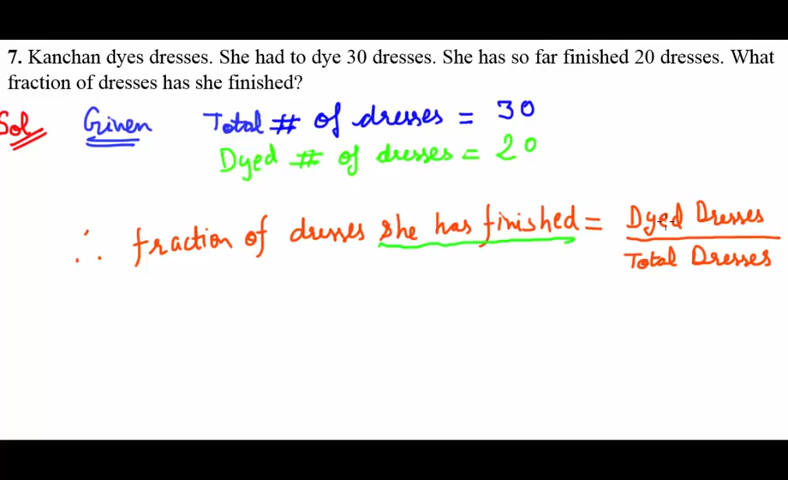 7. Kanchan dyes dresses. She had to dye 30 dresses. She has so far finished 20 dresses. What
fraction of dresses has she finished?
Sol Given Total # of dresses = 30
Dyed # of dresses = 20
∴ fraction of dresses she has finished = Dyed Dresses
Total Dresses